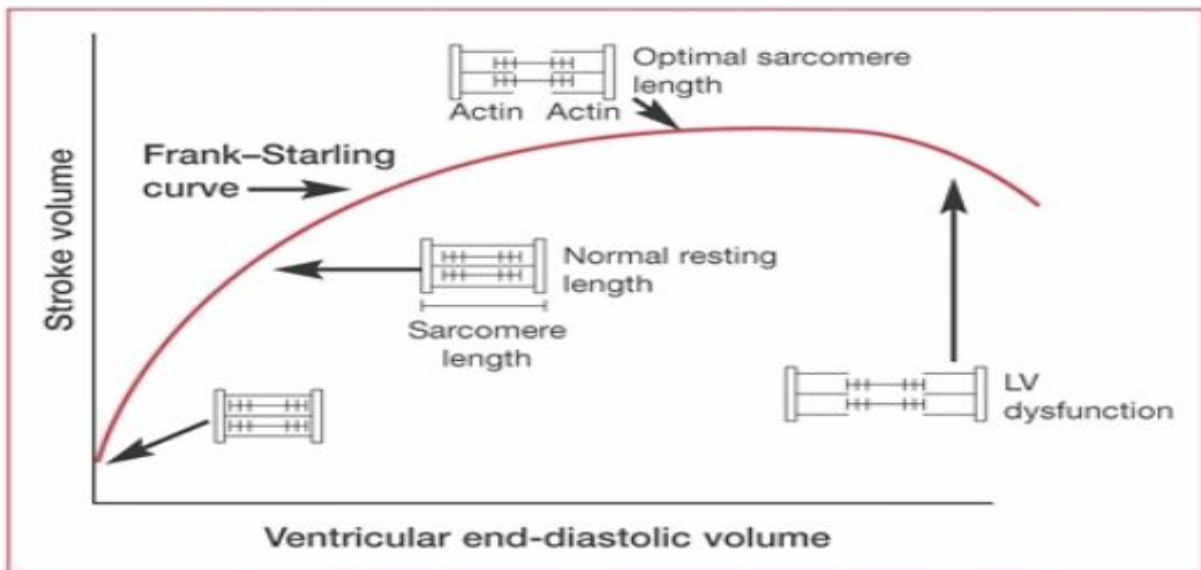 Optimal sarcomere
length
Actin Actin
Frank–Starling
curve
Normal resting
length
Sarcomere
length
LV
dysfunction
Stroke volume
Ventricular end-diastolic volume